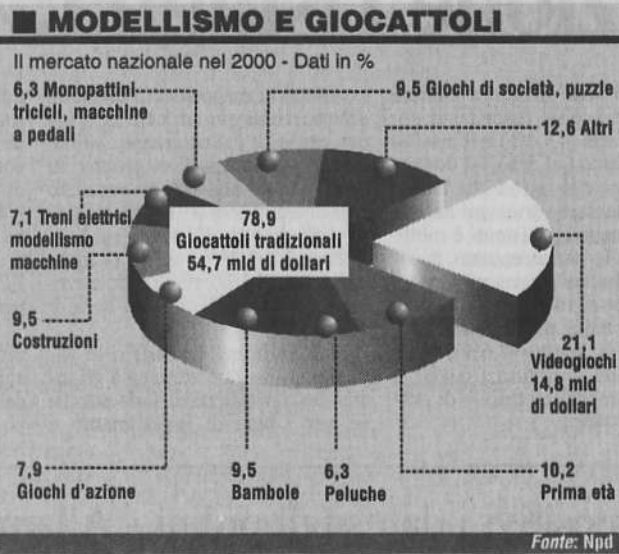 MODELLISMO E GIOCATTOLI
Il mercato nazionale nel 2000 - Dati in %
6,3 Monopattini
tricicli, macchine
a pedali
9,5 Giochi di società, puzzle
12,6 Altri
7,1 Treni elettrici
modellismo
macchine
78,9
Giocattoli tradizionali
54,7 mld di dollari
9,5
Costruzioni
21,1
Videogiochi
14,8 mld
di dollari
7,9
Giochi d'azione
9,5
Bambole
6,3
Peluche
10,2
Prima età
Fonte: Npd